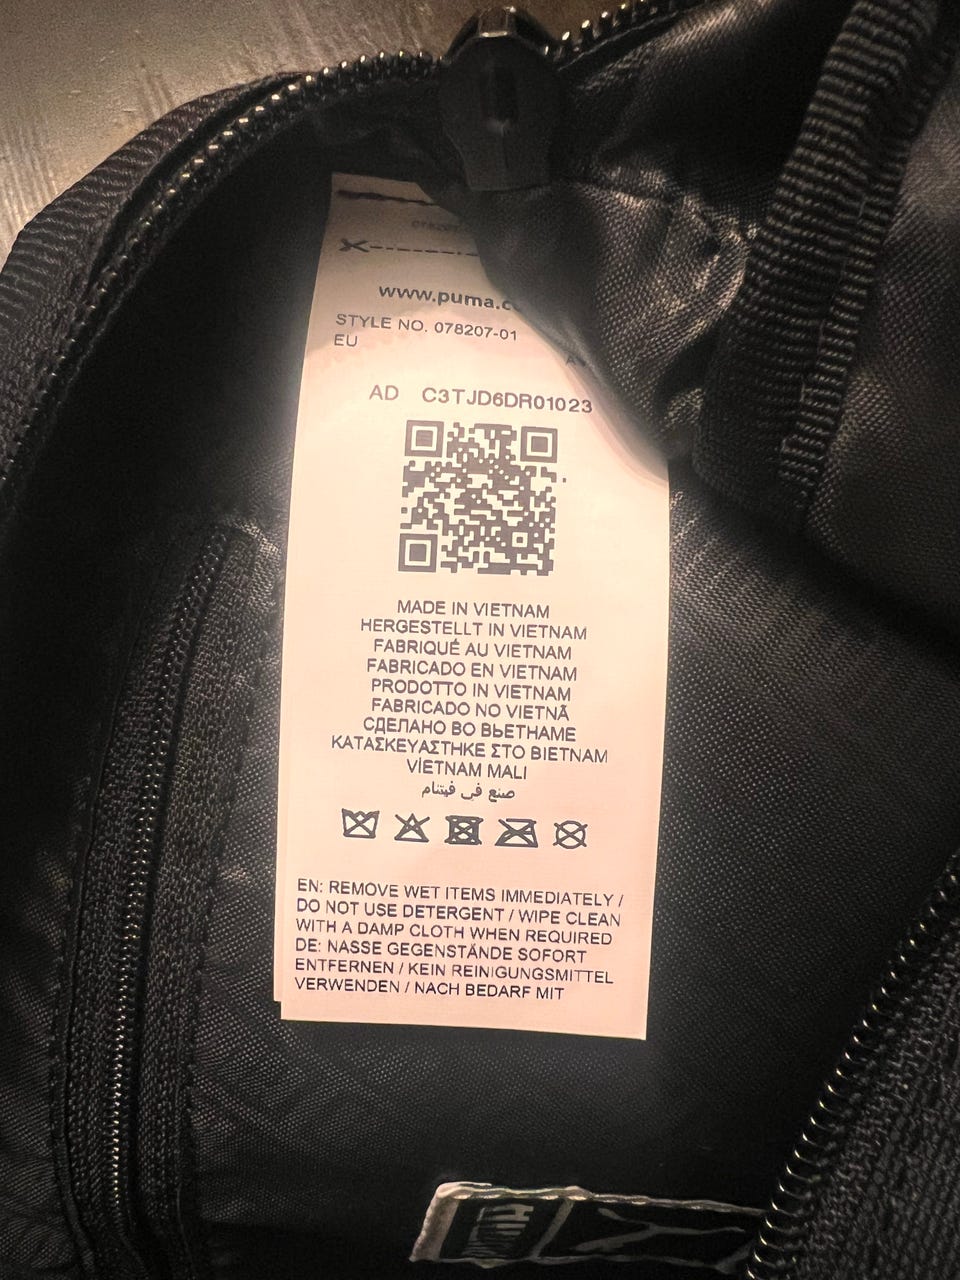 www.puma.c
STYLE NO. 078207-01
EU
AD C3TJD6DR01023
MADE IN VIETNAM
HERGESTELLT IN VIETNAM
FABRIQUÉ AU VIETNAM
FABRICADO EN VIETNAM
PRODOTTO IN VIETNAM
FABRICADO NO VIETNÃ
СДЕЛАНО ВО ВЬЕТНАМЕ
ΚΑΤΑΣΚΕΥΑΣΤΗΚΕ ΣΤΟ ΒΙΕΤΝΑΜ
VİETNAM MALI
صنع في فيتنام
EN: REMOVE WET ITEMS IMMEDIATELY /
DO NOT USE DETERGENT / WIPE CLEAN
WITH A DAMP CLOTH WHEN REQUIRED
DE: NASSE GEGENSTÄNDE SOFORT
ENTFERNEN / KEIN REINIGUNGSMITTEL
VERWENDEN / NACH BEDARF MIT